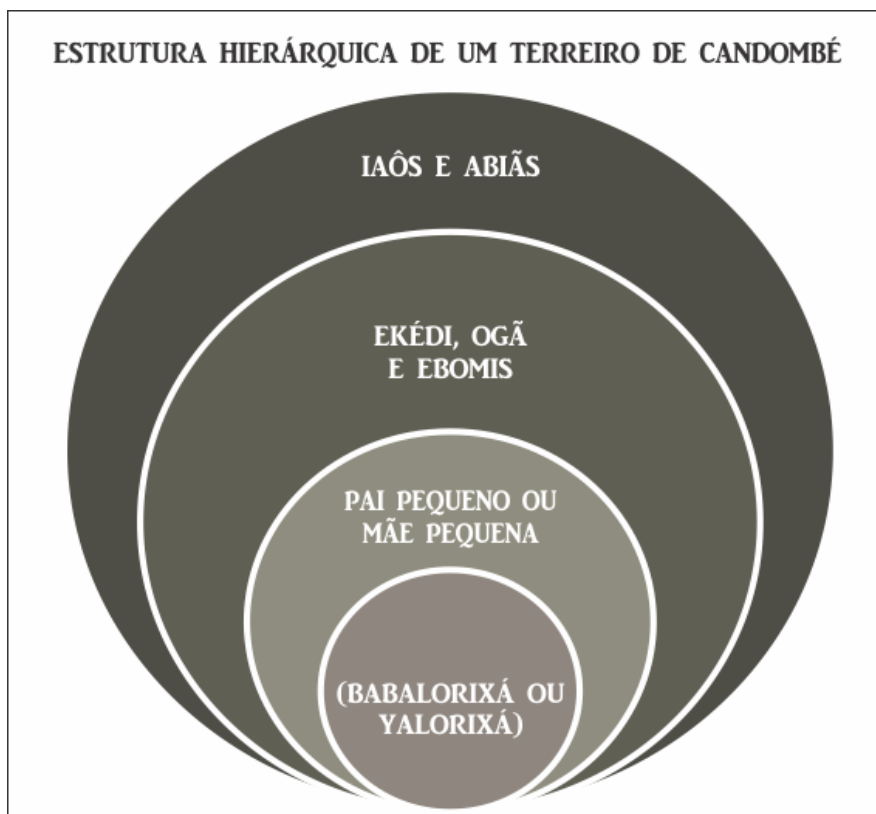 ESTRUTURA HIERÁRQUICA DE UM TERREIRO DE CANDOMBÉ
IAÔS E ABIÃS
EKÉDI, OGÃ
E EBOMIS
PAI PEQUENO OU
MÃE PEQUENA
(BABALORIXÁ OU
YALORIXÁ)